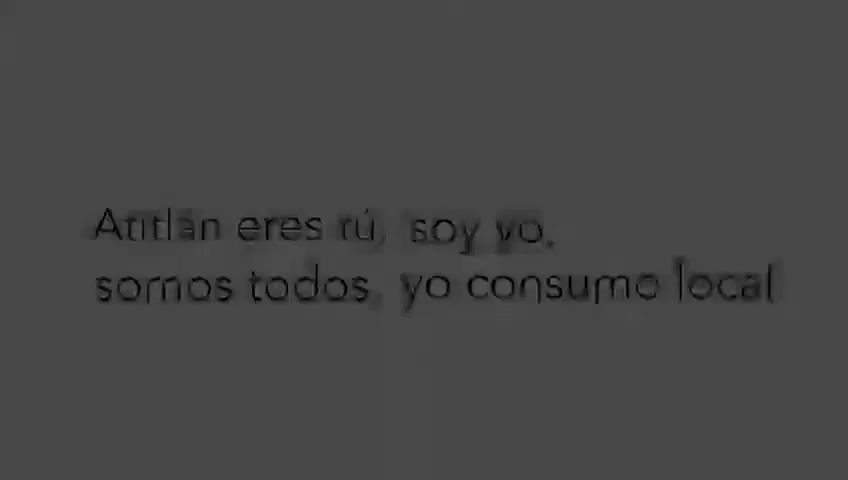 Atitlán eres tú, soy yo,
somos todos, yo consumo local